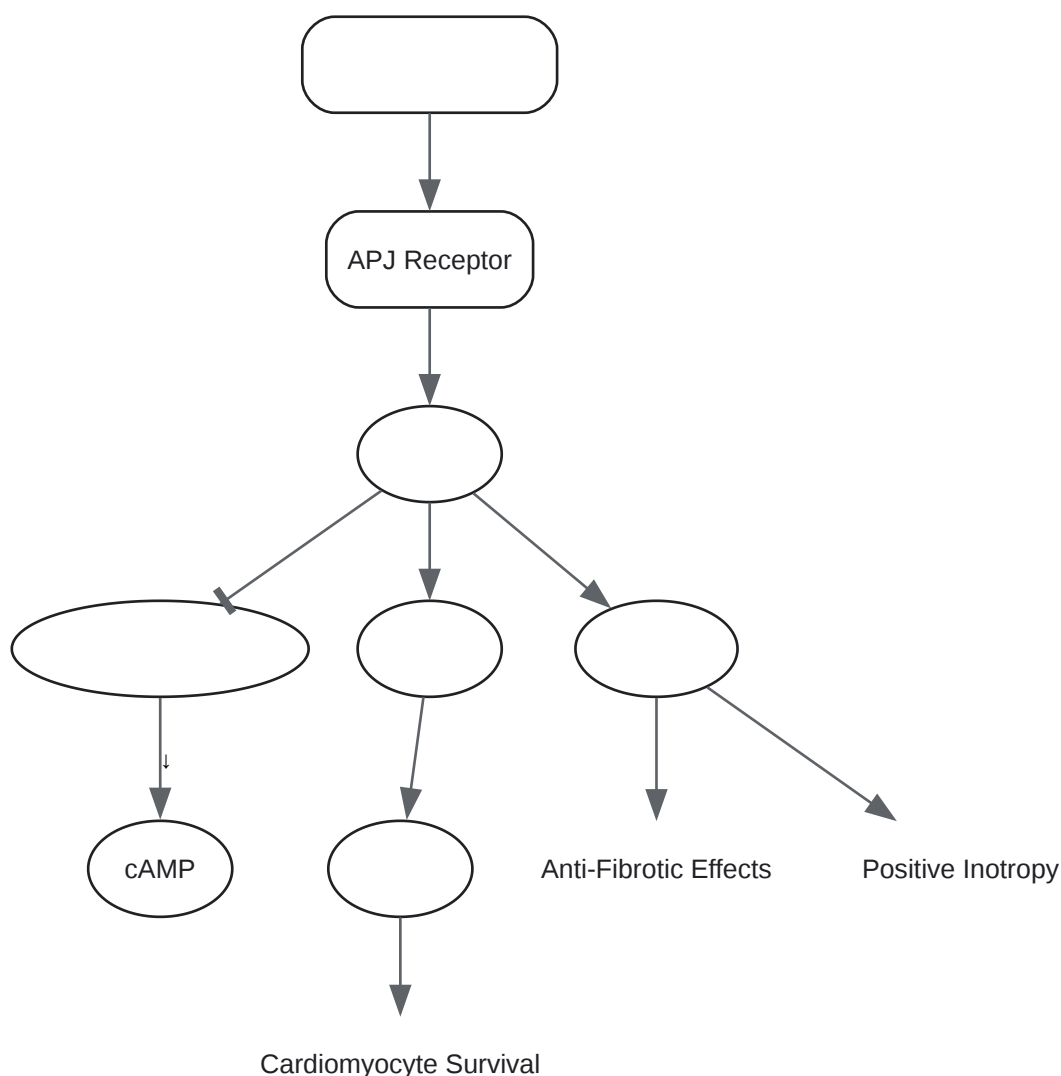 APJ Receptor
↓
cAMP
Anti-Fibrotic Effects
Positive Inotropy
Cardiomyocyte Survival